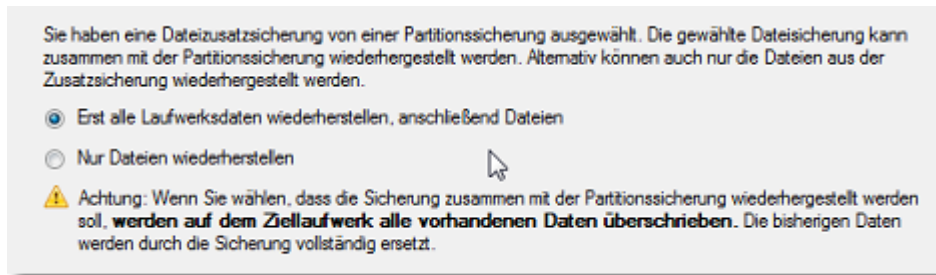 Sie haben eine Dateizusatzsicherung von einer Partitionssicherung ausgewählt. Die gewählte Dateisicherung kann
zusammen mit der Partitionssicherung wiederhergestellt werden. Alternativ können auch nur die Dateien aus der
Zusatzsicherung wiederhergestellt werden.
Erst alle Laufwerksdaten wiederherstellen, anschließend Dateien
Nur Dateien wiederherstellen
Achtung: Wenn Sie wählen, dass die Sicherung zusammen mit der Partitionssicherung wiederhergestellt werden
soll, werden auf dem Ziellaufwerk alle vorhandenen Daten überschrieben. Die bisherigen Daten
werden durch die Sicherung vollständig ersetzt.